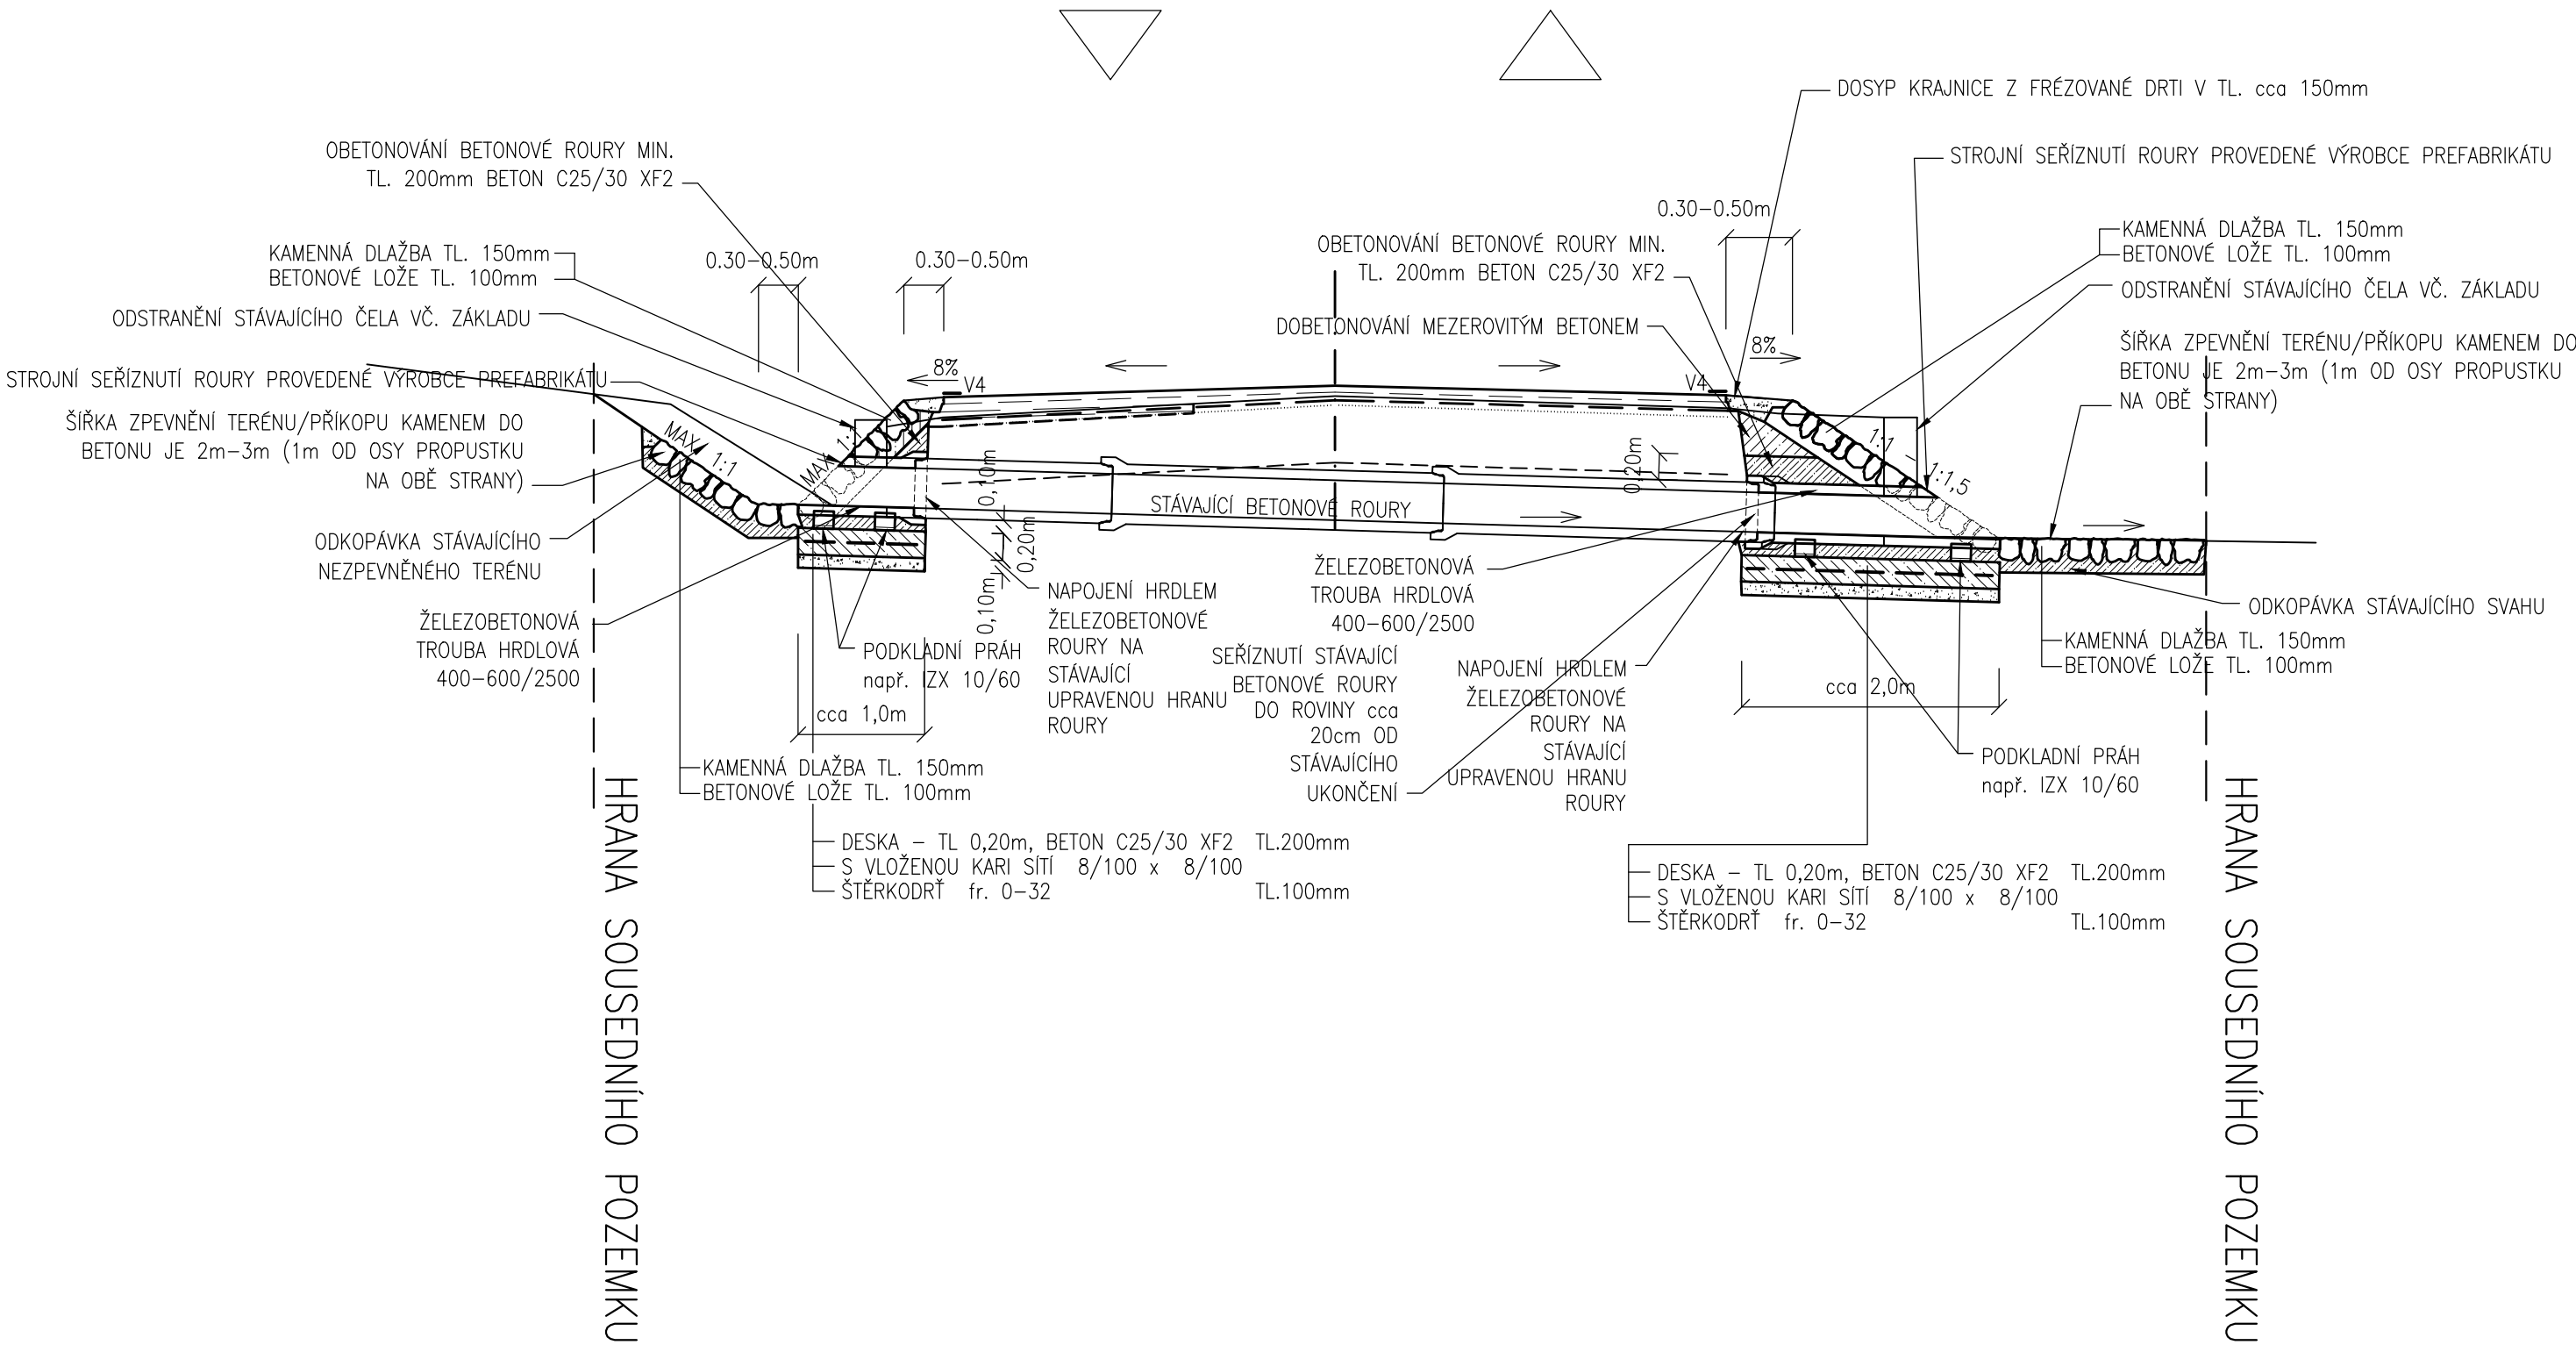 DOSYP KRAJNICE Z FRÉZOVANÉ DRTI V TL. cca 150mm
OBETONOVÁNÍ BETONOVÉ ROURY MIN.
TL. 200mm BETON C25/30 XF2
STROJNÍ SEŘÍZNUTÍ ROURY PROVEDENÉ VÝROBCE PREFABRIKÁTU
KAMENNÁ DLAŽBA TL. 150mm
BETONOVÉ LOŽE TL. 100mm
0.30-0.50m
0.30-0.50m
OBETONOVÁNÍ BETONOVÉ ROURY MIN.
TL. 200mm BETON C25/30 XF2
0.30-0.50m
KAMENNÁ DLAŽBA TL. 150mm
BETONOVÉ LOŽE TL. 100mm
ODSTRANĚNÍ STÁVAJÍCÍHO ČELA VČ. ZÁKLADU
ODSTRANĚNÍ STÁVAJÍCÍHO ČELA VČ. ZÁKLADU
DOBETONOVÁNÍ MEZEROVITÝM BETONEM
8%
ŠÍŘKA ZPEVNĚNÍ TERÉNU/PŘÍKOPU KAMENEM DO
BETONU JE 2m-3m (1m OD OSY PROPUSTKU
NA OBĚ STRANY)
STROJNÍ SEŘÍZNUTÍ ROURY PROVEDENÉ VÝROBCE PREFABRIKÁTU
8%
V4
V4
ŠÍŘKA ZPEVNĚNÍ TERÉNU/PŘÍKOPU KAMENEM DO
BETONU JE 2m-3m (1m OD OSY PROPUSTKU
NA OBĚ STRANY)
MAX 1:1
MAX 1:1
1:1 - 1:1,5
0,10m
0,20m
0,10m
0.20m
STÁVAJÍCÍ BETONOVÉ ROURY
ODKOPÁVKA STÁVAJÍCÍHO
NEZPEVNĚNÉHO TERÉNU
ŽELEZOBETONOVÁ
TROUBA HRDLOVÁ
400-600/2500
PODKLADNÍ PRÁH
např. IZX 10/60
cca 1,0m
NAPOJENÍ HRDLEM
ŽELEZOBETONOVÉ
ROURY NA
STÁVAJÍCÍ
UPRAVENOU HRANU
ROURY
ŽELEZOBETONOVÁ
TROUBA HRDLOVÁ
400-600/2500
SEŘÍZNUTÍ STÁVAJÍCÍ
BETONOVÉ ROURY
DO ROVINY cca
20cm OD
STÁVAJÍCÍHO
UKONČENÍ
NAPOJENÍ HRDLEM
ŽELEZOBETONOVÉ
ROURY NA
STÁVAJÍCÍ
UPRAVENOU HRANU
ROURY
cca 2,0m
ODKOPÁVKA STÁVAJÍCÍHO SVAHU
KAMENNÁ DLAŽBA TL. 150mm
BETONOVÉ LOŽE TL. 100mm
PODKLADNÍ PRÁH
např. IZX 10/60
KAMENNÁ DLAŽBA TL. 150mm
BETONOVÉ LOŽE TL. 100mm
DESKA - TL 0,20m, BETON C25/30 XF2 TL.200mm
S VLOŽENOU KARI SÍTÍ 8/100 x 8/100
ŠTĚRKODRŤ fr. 0-32 TL.100mm
DESKA - TL 0,20m, BETON C25/30 XF2 TL.200mm
S VLOŽENOU KARI SÍTÍ 8/100 x 8/100
ŠTĚRKODRŤ fr. 0-32 TL.100mm
HRANA SOUSEDNÍHO POZEMKU
HRANA SOUSEDNÍHO POZEMKU